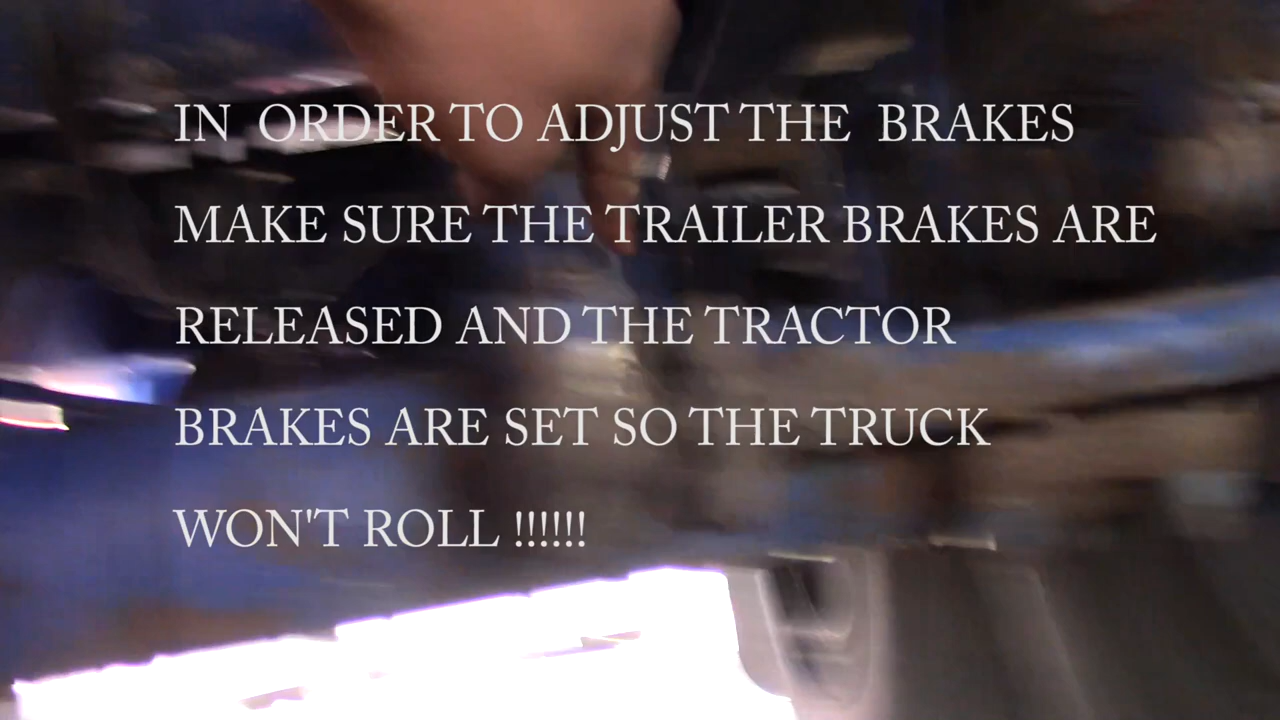 IN ORDER TO ADJUST THE BRAKES
MAKE SURE THE TRAILER BRAKES ARE
RELEASED AND THE TRACTOR
BRAKES ARE SET SO THE TRUCK
WON'T ROLL !!!!!!